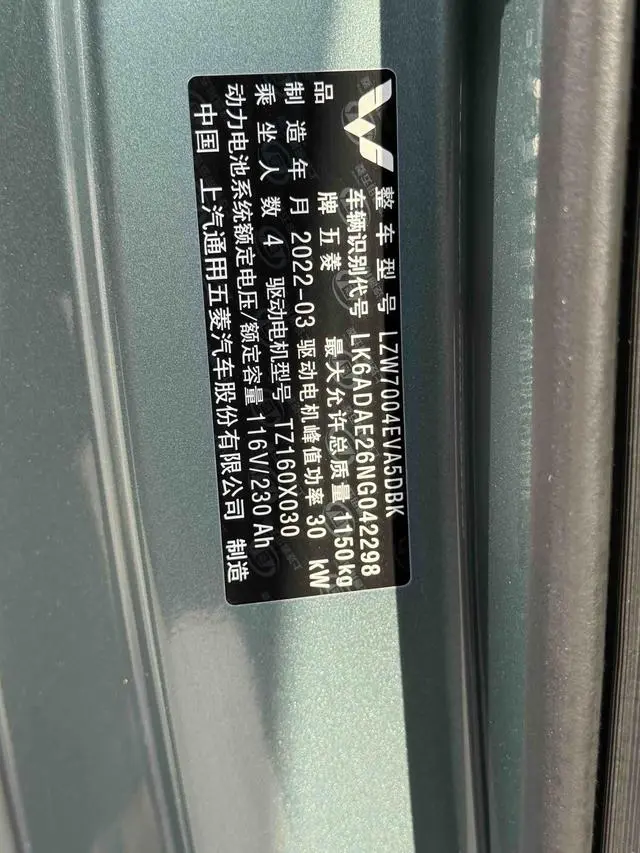 整车型号 LZW7004EVA5DBK
车辆识别代号 LK6ADAE26NG042298
品牌 五菱 最大允许总质量 1150kg
制造年月 2022-03 驱动电机峰值功率 30 kW
乘坐人数 4 驱动电机型号 TZ160X030
动力电池系统额定电压/额定容量 116V/230Ah
中国 上汽通用五菱汽车股份有限公司 制造